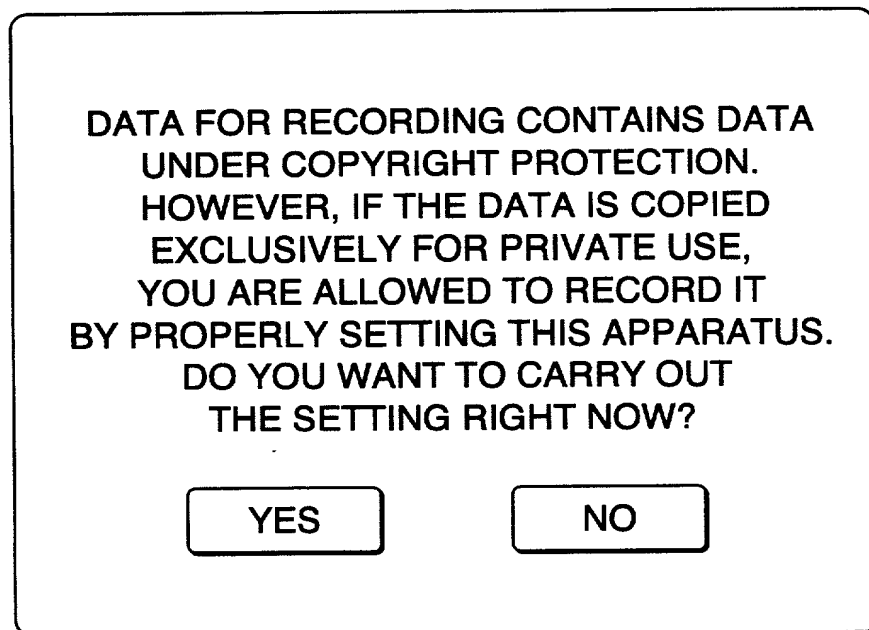 DATA FOR RECORDING CONTAINS DATA
UNDER COPYRIGHT PROTECTION.
HOWEVER, IF THE DATA IS COPIED
EXCLUSIVELY FOR PRIVATE USE,
YOU ARE ALLOWED TO RECORD IT
BY PROPERLY SETTING THIS APPARATUS.
DO YOU WANT TO CARRY OUT
THE SETTING RIGHT NOW?
YES NO